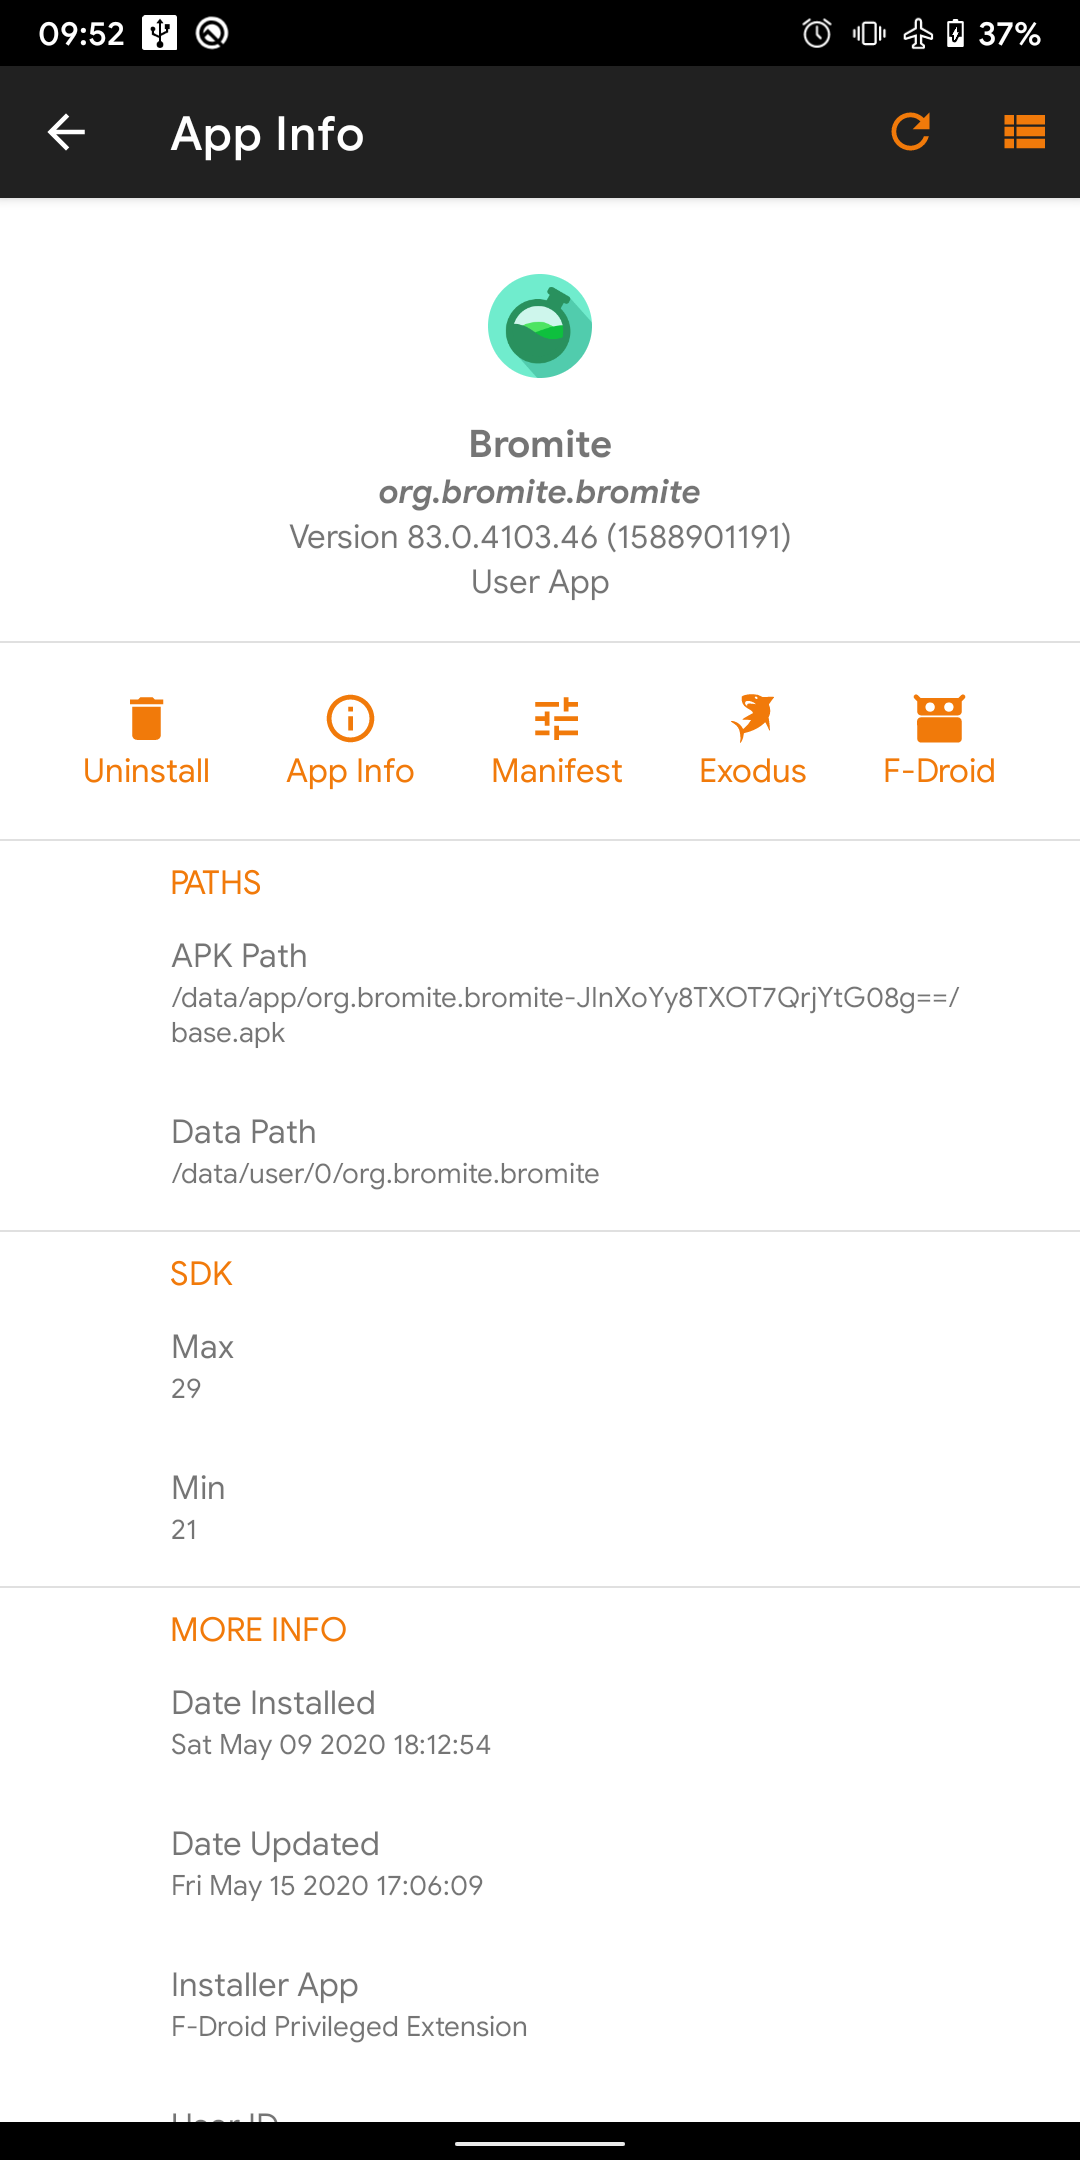 09:52
37%
App Info
Bromite
org.bromite.bromite
Version 83.0.4103.46 (1588901191)
User App
Uninstall App Info Manifest Exodus F-Droid
PATHS
APK Path
/data/app/org.bromite.bromite-JlnXoYy8TXOT7QrjYtG08g==/
base.apk
Data Path
/data/user/0/org.bromite.bromite
SDK
Max
29
Min
21
MORE INFO
Date Installed
Sat May 09 2020 18:12:54
Date Updated
Fri May 15 2020 17:06:09
Installer App
F-Droid Privileged Extension
User ID